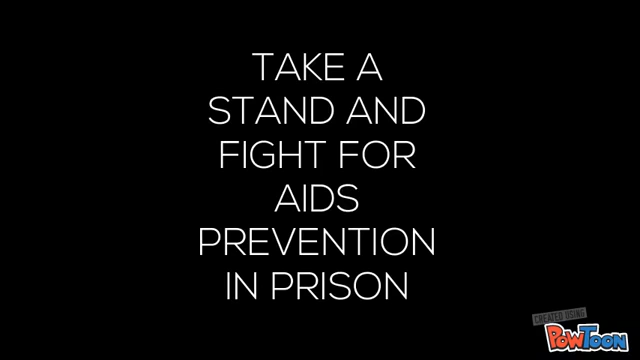 TAKE A
STAND AND
FIGHT FOR
AIDS
PREVENTION
IN PRISON
CREATED USING
POWTOON